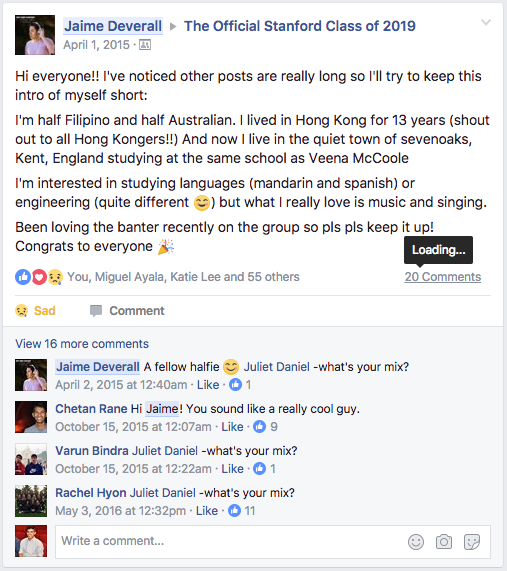 Jaime Deverall ▸ The Official Stanford Class of 2019
April 1, 2015 ·
Hi everyone!! I've noticed other posts are really long so I'll try to keep this
intro of myself short:
I'm half Filipino and half Australian. I lived in Hong Kong for 13 years (shout
out to all Hong Kongers!!) And now I live in the quiet town of sevenoaks,
Kent, England studying at the same school as Veena McCoole
I'm interested in studying languages (mandarin and spanish) or
engineering (quite different 😊) but what I really love is music and singing.
Been loving the banter recently on the group so pls pls keep it up!
Congrats to everyone 🎉
Loading...
You, Miguel Ayala, Katie Lee and 55 others
20 Comments
Sad Comment
View 16 more comments
Jaime Deverall A fellow halfie 😊 Juliet Daniel -what's your mix?
April 2, 2015 at 12:40am · Like · 1
Chetan Rane Hi Jaime! You sound like a really cool guy.
October 15, 2015 at 12:07am · Like · 9
Varun Bindra Juliet Daniel -what's your mix?
October 15, 2015 at 12:22am · Like · 1
Rachel Hyon Juliet Daniel -what's your mix?
May 3, 2016 at 12:32pm · Like · 11
Write a comment...